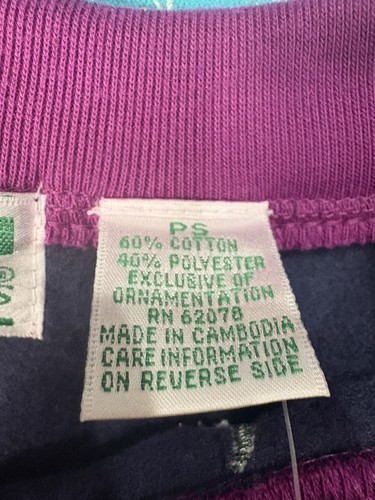 PS
60% COTTON
40% POLYESTER
EXCLUSIVE OF
ORNAMENTATION
RN 62078
MADE IN CAMBODIA
CARE INFORMATION
ON REVERSE SIDE